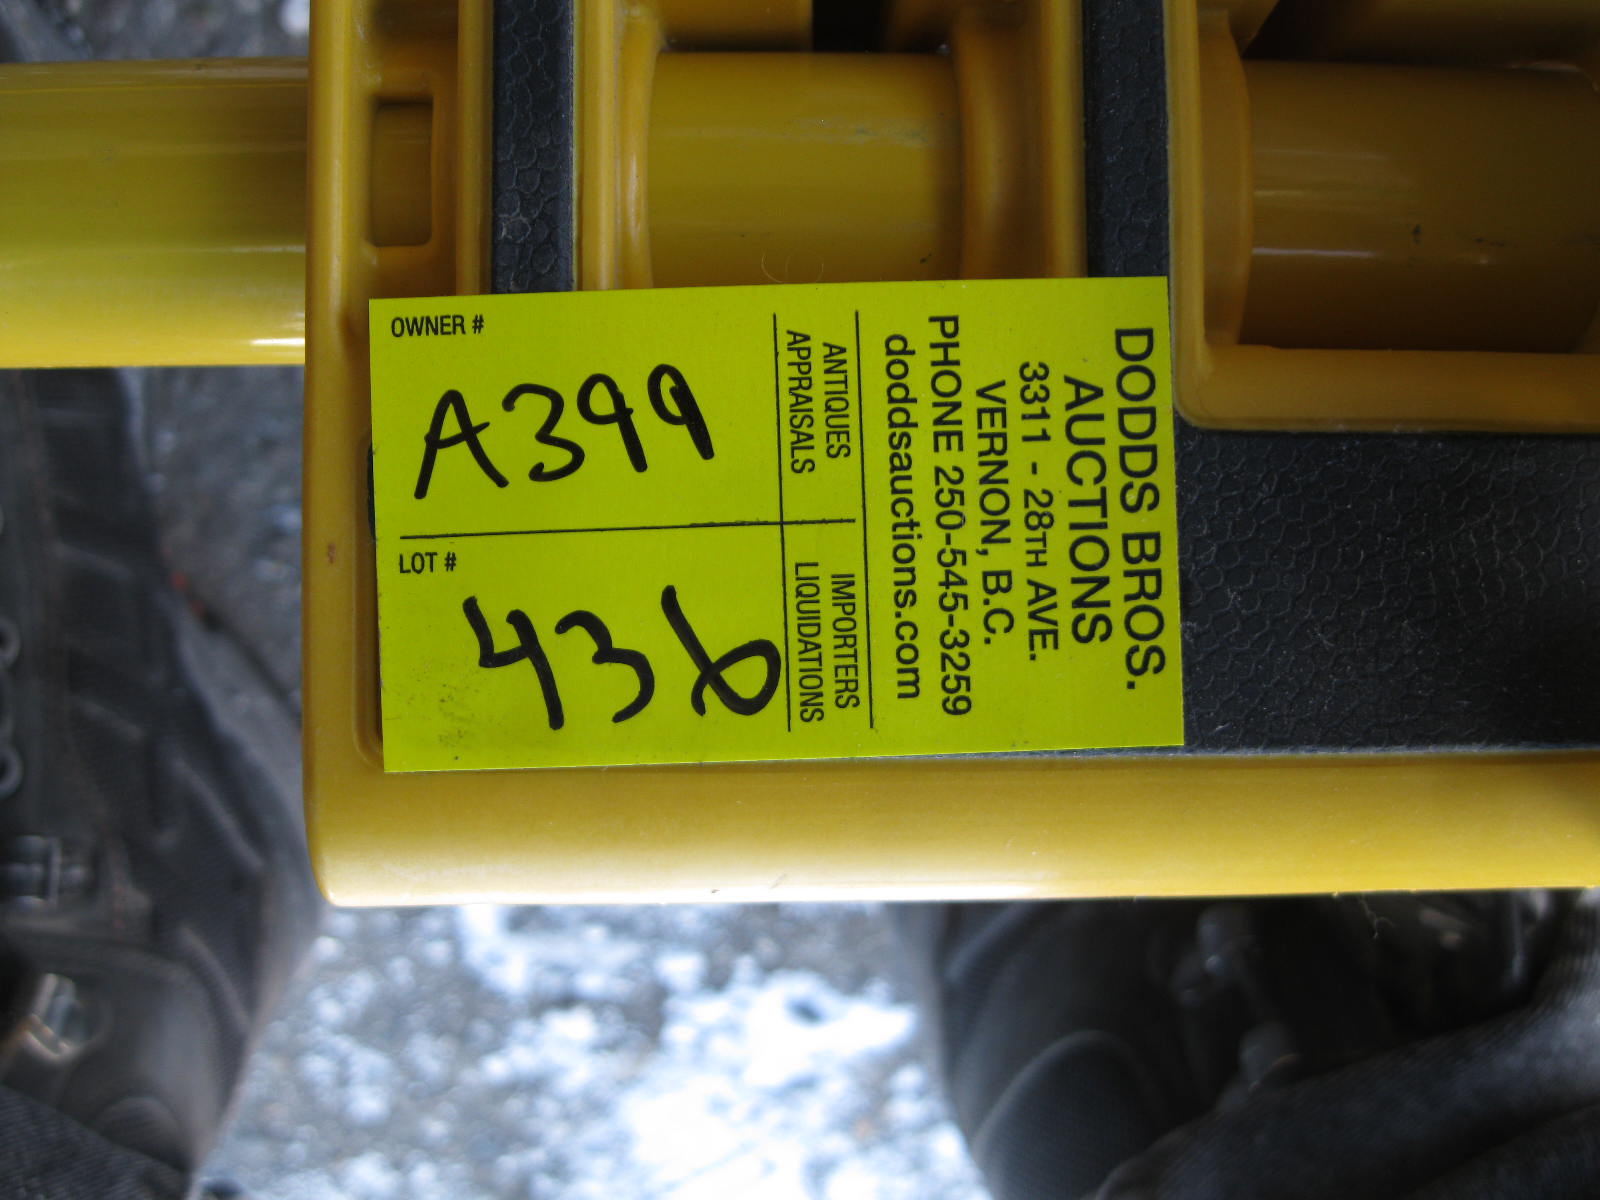 DODDS BROS.
AUCTIONS
3311 - 28TH AVE.
VERNON, B.C.
PHONE 250-545-3259
doddsauctions.com
ANTIQUES
APPRAISALS
IMPORTERS
LIQUIDATIONS
OWNER #
A399
LOT #
436